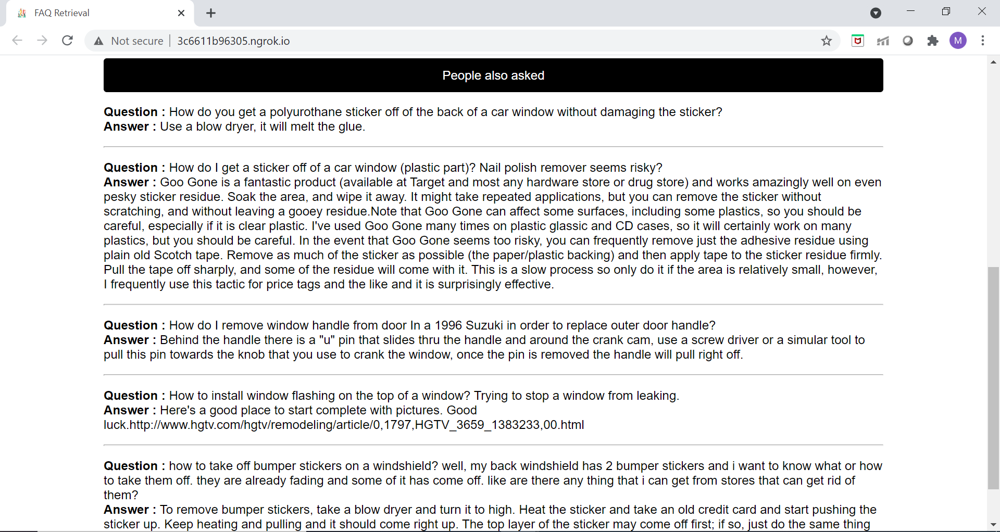 FAQ Retrieval
Not secure
3c6611b96305.ngrok.io
M
People also asked
Question : How do you get a polyurothane sticker off of the back of a car window without damaging the sticker?
Answer : Use a blow dryer, it will melt the glue.
Question : How do I get a sticker off of a car window (plastic part)? Nail polish remover seems risky?
Answer : Goo Gone is a fantastic product (available at Target and most any hardware store or drug store) and works amazingly well on even
pesky sticker residue. Soak the area, and wipe it away. It might take repeated applications, but you can remove the sticker without
scratching, and without leaving a gooey residue.Note that Goo Gone can affect some surfaces, including some plastics, so you should be
careful, especially if it is clear plastic. I've used Goo Gone many times on plastic glassic and CD cases, so it will certainly work on many
plastics, but you should be careful. In the event that Goo Gone seems too risky, you can frequently remove just the adhesive residue using
plain old Scotch tape. Remove as much of the sticker as possible (the paper/plastic backing) and then apply tape to the sticker residue firmly.
Pull the tape off sharply, and some of the residue will come with it. This is a slow process so only do it if the area is relatively small, however,
I frequently use this tactic for price tags and the like and it is surprisingly effective.
Question : How do I remove window handle from door In a 1996 Suzuki in order to replace outer door handle?
Answer : Behind the handle there is a "u" pin that slides thru the handle and around the crank cam, use a screw driver or a simular tool to
pull this pin towards the knob that you use to crank the window, once the pin is removed the handle will pull right off.
Question : How to install window flashing on the top of a window? Trying to stop a window from leaking.
Answer : Here's a good place to start complete with pictures. Good
luck.http://www.hgtv.com/hgtv/remodeling/article/0,1797,HGTV_3659_1383233,00.html
Question : how to take off bumper stickers on a windshield? well, my back windshield has 2 bumper stickers and i want to know what or how
to take them off. they are already fading and some of it has come off. like are there any thing that i can get from stores that can get rid of
them?
Answer : To remove bumper stickers, take a blow dryer and turn it to high. Heat the sticker and take an old credit card and start pushing the
sticker up. Keep heating and pulling and it should come right up. The top layer of the sticker may come off first; if so, just do the same thing